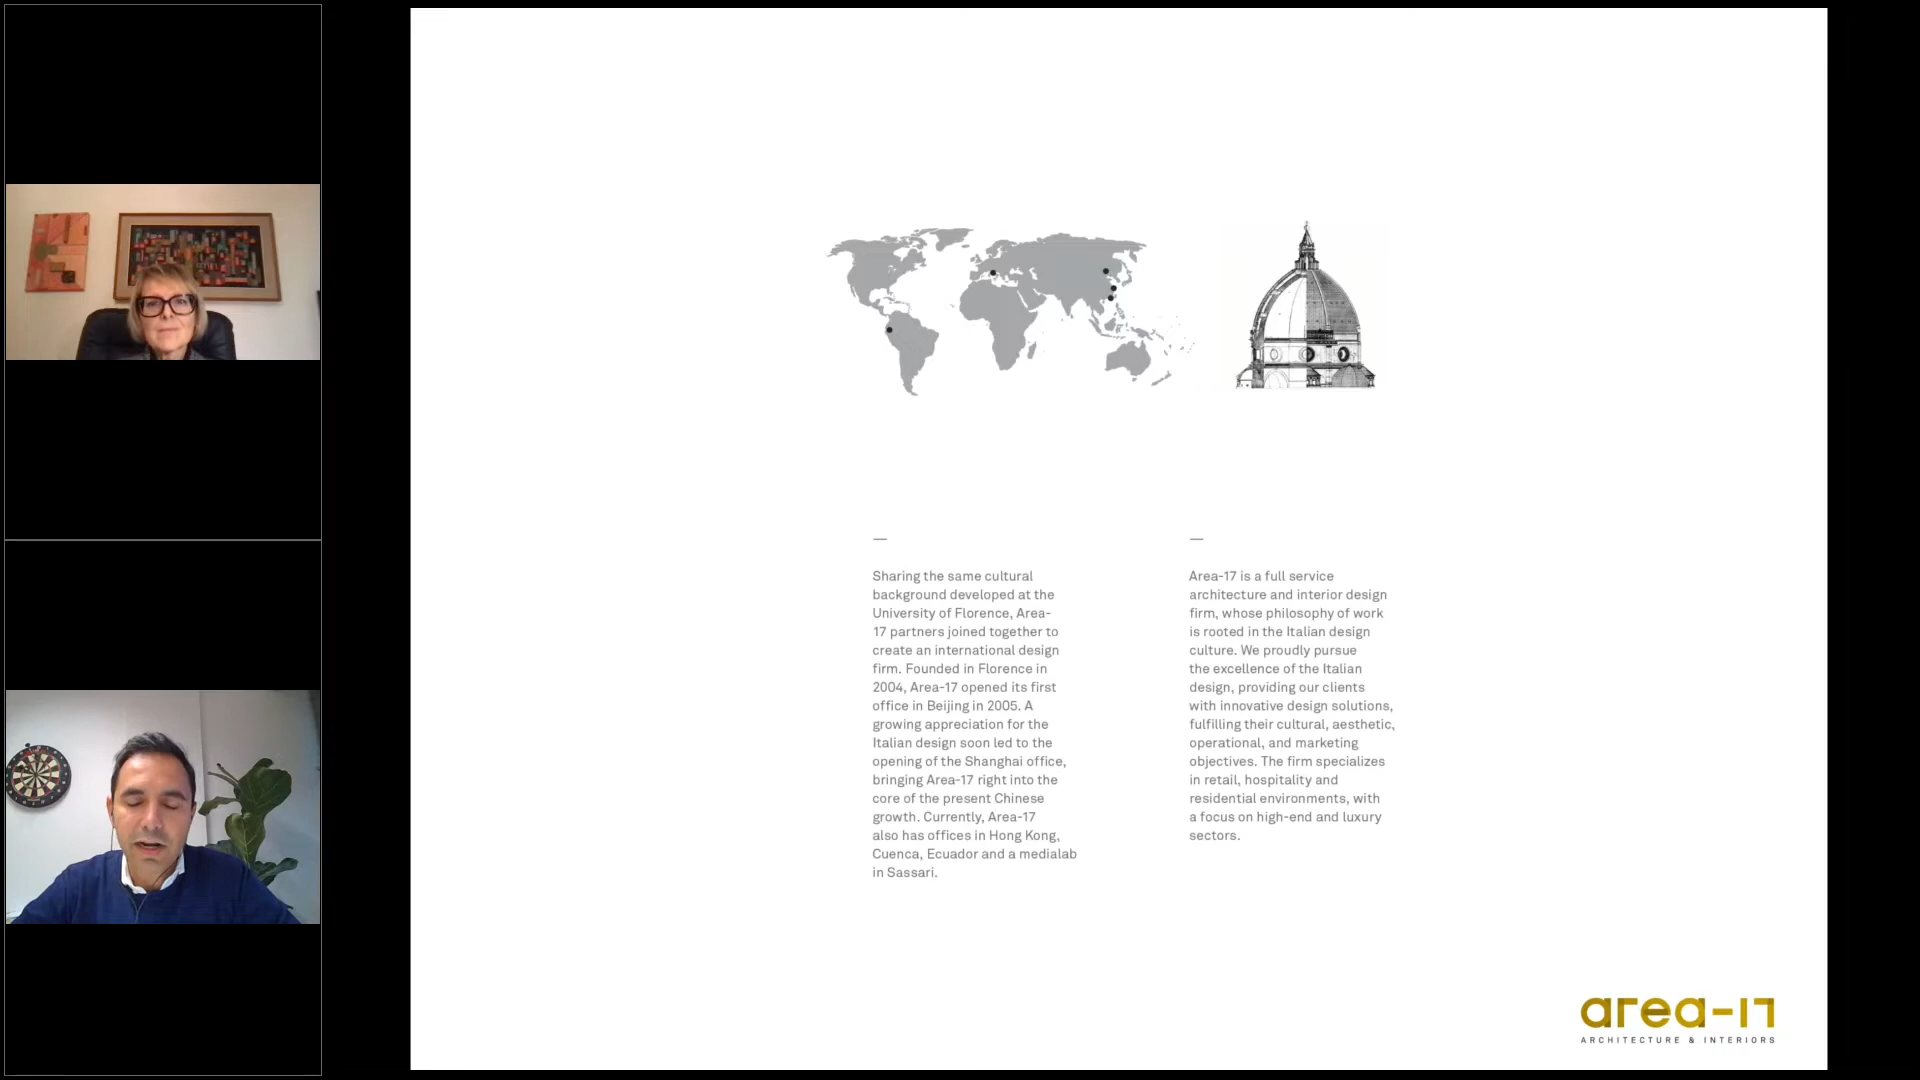 —
Sharing the same cultural
background developed at the
University of Florence, Area-
17 partners joined together to
create an international design
firm. Founded in Florence in
2004, Area-17 opened its first
office in Beijing in 2005. A
growing appreciation for the
Italian design soon led to the
opening of the Shanghai office,
bringing Area-17 right into the
core of the present Chinese
growth. Currently, Area-17
also has offices in Hong Kong,
Cuenca, Ecuador and a medialab
in Sassari.
—
Area-17 is a full service
architecture and interior design
firm, whose philosophy of work
is rooted in the Italian design
culture. We proudly pursue
the excellence of the Italian
design, providing our clients
with innovative design solutions,
fulfilling their cultural, aesthetic,
operational, and marketing
objectives. The firm specializes
in retail, hospitality and
residential environments, with
a focus on high-end and luxury
sectors.
area-17
ARCHITECTURE & INTERIORS